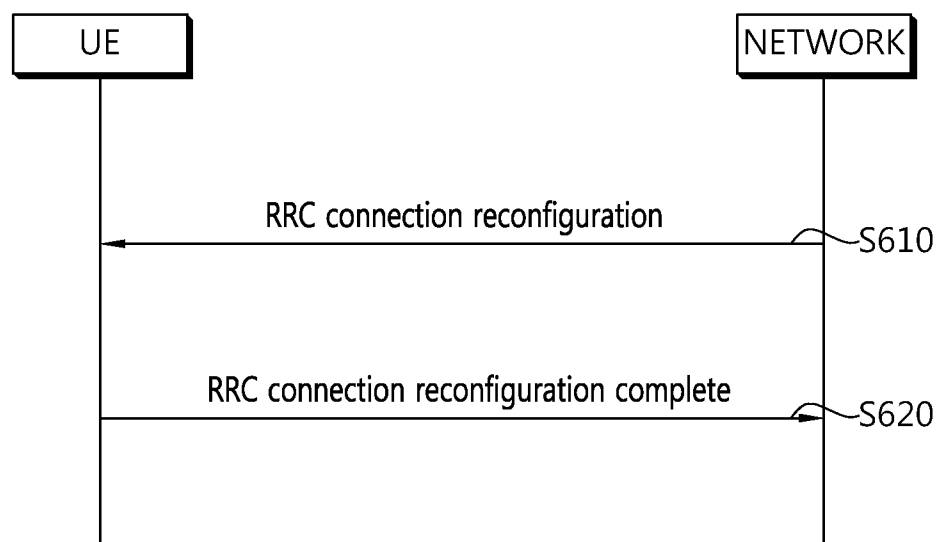 UE
NETWORK
RRC connection reconfiguration
S610
RRC connection reconfiguration complete
S620